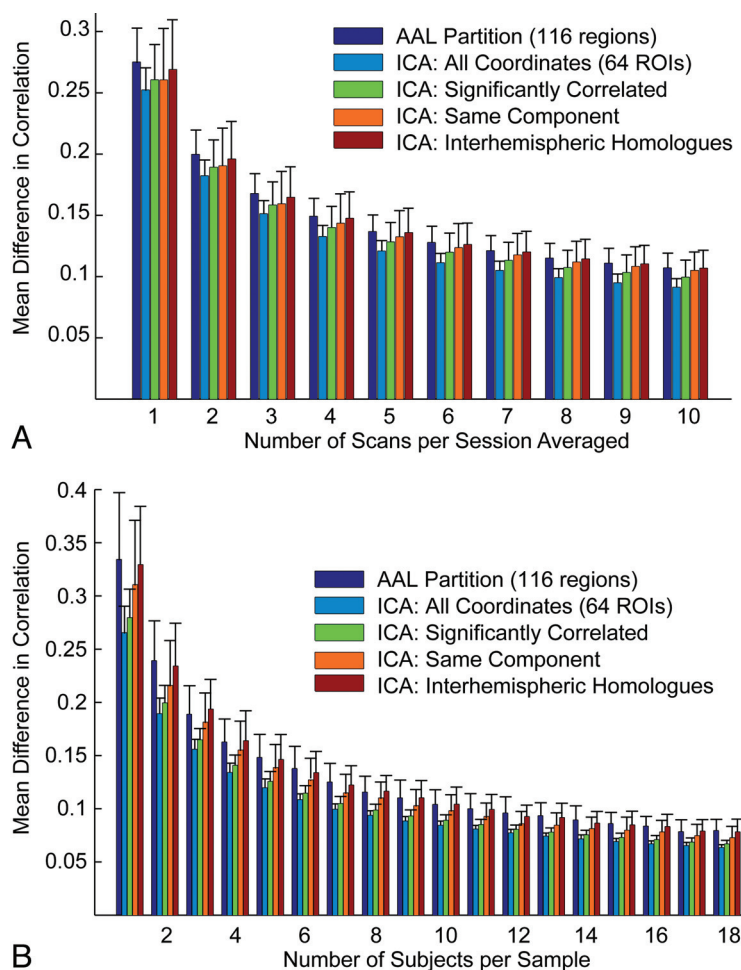 0.3
0.25
0.2
0.15
0.1
0.05
Mean Difference in Correlation
AAL Partition (116 regions)
ICA: All Coordinates (64 ROIs)
ICA: Significantly Correlated
ICA: Same Component
ICA: Interhemispheric Homologues
1 2 3 4 5 6 7 8 9 10
Number of Scans per Session Averaged
A
0.4
0.35
0.3
0.25
0.2
0.15
0.1
0.05
Mean Difference in Correlation
AAL Partition (116 regions)
ICA: All Coordinates (64 ROIs)
ICA: Significantly Correlated
ICA: Same Component
ICA: Interhemispheric Homologues
2 4 6 8 10 12 14 16 18
Number of Subjects per Sample
B